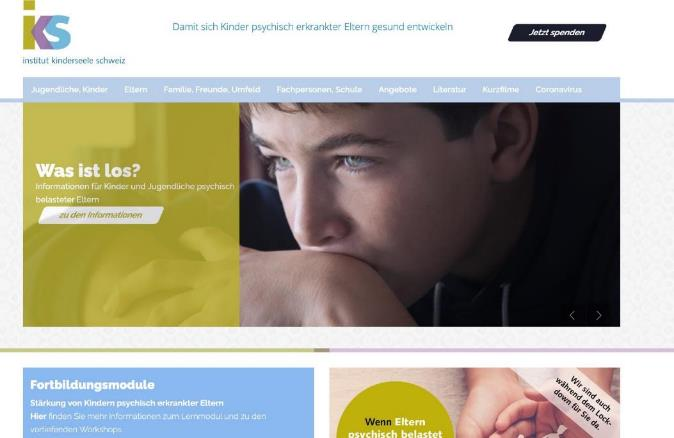 iks
institut kinderseele schweiz
Damit sich Kinder psychisch erkrankter Eltern gesund entwickeln
Jetzt spenden
Jugendliche, Kinder Eltern Familie, Freunde, Umfeld Fachpersonen, Schule Angebote Literatur Kurzfilme Coronavirus
Was ist los?
Informationen für Kinder und Jugendliche psychisch
belasteter Eltern
zu den Informationen
Fortbildungsmodule
Stärkung von Kindern psychisch erkrankter Eltern
Hier finden Sie mehr Informationen zum Lernmodul und zu den
vertiefenden Workshops.
Wenn Eltern
psychisch belastet
Wir sind auch
während dem Lock-
down für Sie da.